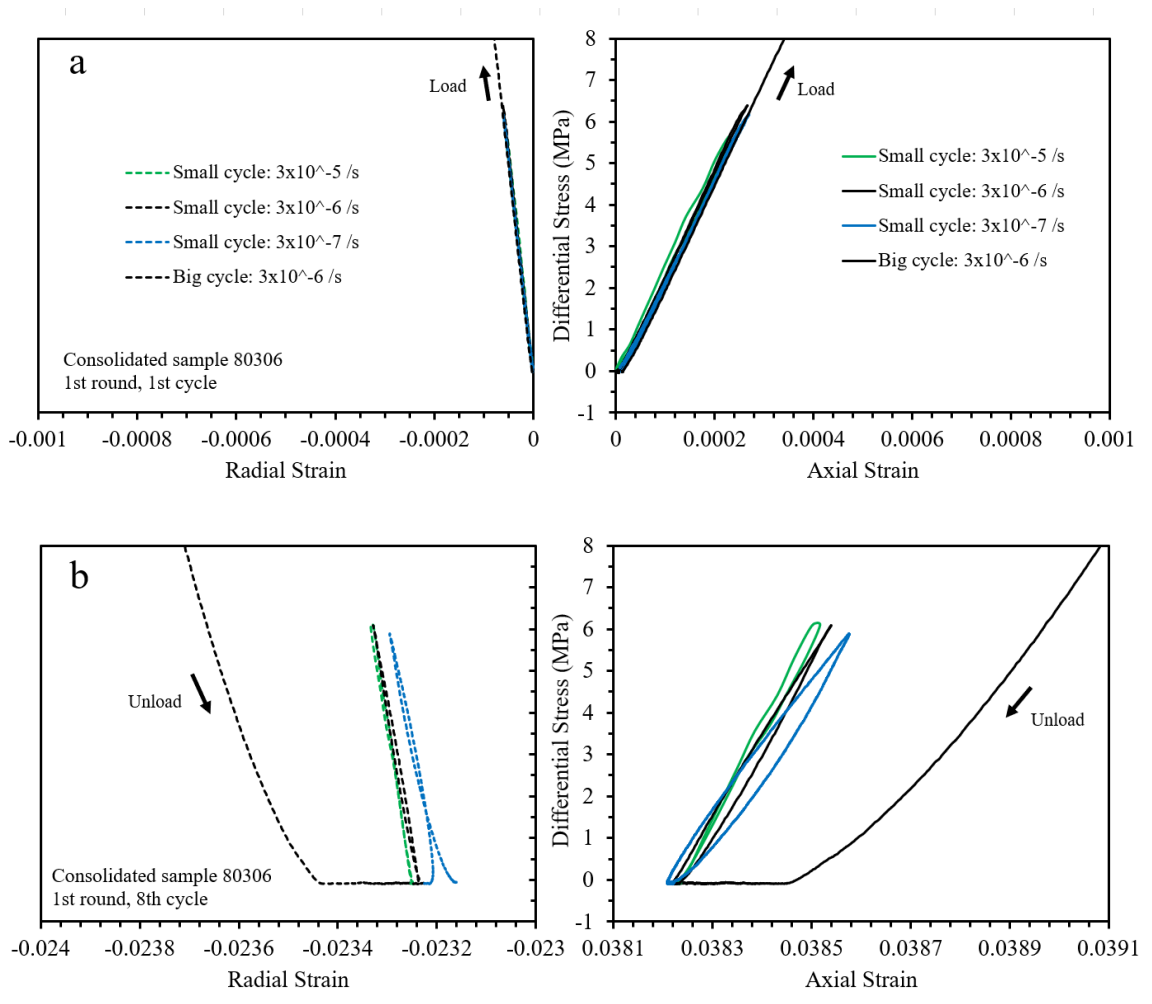 a
Load
Small cycle: 3x10^-5 /s
Small cycle: 3x10^-6 /s
Small cycle: 3x10^-7 /s
Big cycle: 3x10^-6 /s
Consolidated sample 80306
1st round, 1st cycle
-0.001 -0.0008 -0.0006 -0.0004 -0.0002 0
Radial Strain
Differential Stress (MPa)
8
7
6
5
4
3
2
1
0
-1
Load
Small cycle: 3x10^-5 /s
Small cycle: 3x10^-6 /s
Small cycle: 3x10^-7 /s
Big cycle: 3x10^-6 /s
0 0.0002 0.0004 0.0006 0.0008 0.001
Axial Strain
b
Unload
Consolidated sample 80306
1st round, 8th cycle
-0.024 -0.0238 -0.0236 -0.0234 -0.0232 -0.023
Radial Strain
Differential Stress (MPa)
8
7
6
5
4
3
2
1
0
-1
Unload
0.0381 0.0383 0.0385 0.0387 0.0389 0.0391
Axial Strain